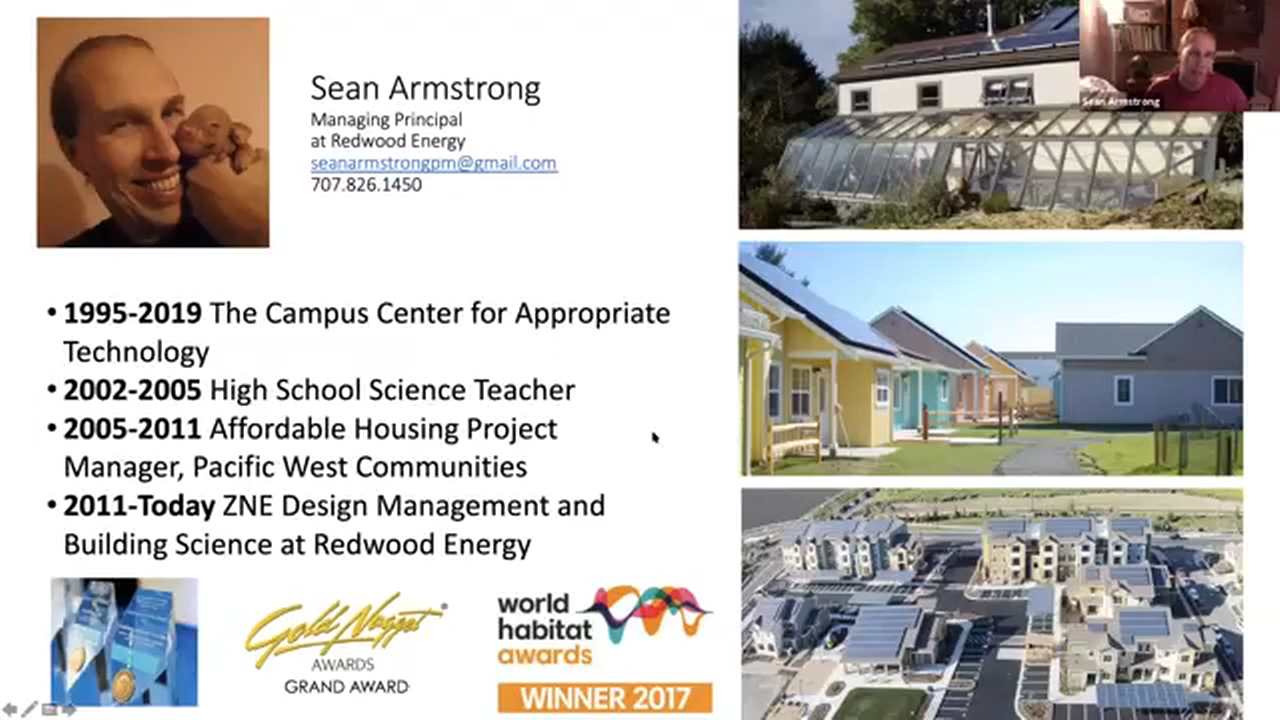 Sean Armstrong
Managing Principal
at Redwood Energy
seanarmstrongpm@gmail.com
707.826.1450
Sean Armstrong
• 1995-2019 The Campus Center for Appropriate
Technology
• 2002-2005 High School Science Teacher
• 2005-2011 Affordable Housing Project
Manager, Pacific West Communities
• 2011-Today ZNE Design Management and
Building Science at Redwood Energy
Gold Nugget ®
AWARDS
GRAND AWARD
world
habitat
awards
WINNER 2017